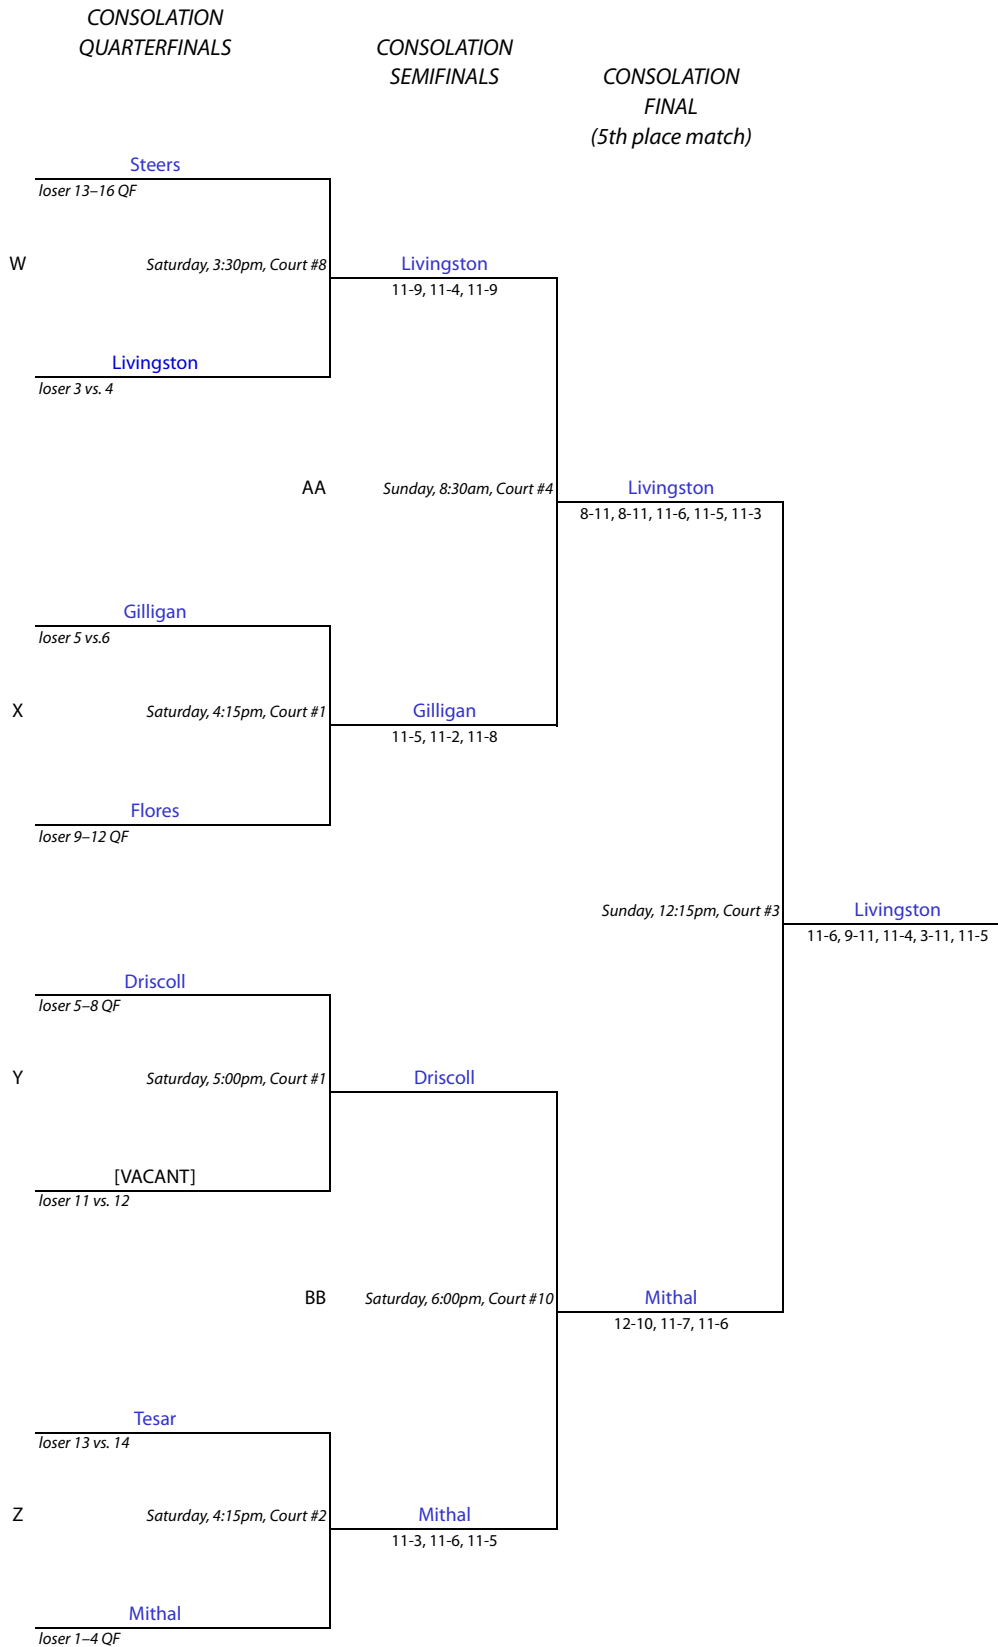 CONSOLATION
QUARTERFINALS
CONSOLATION
SEMIFINALS
CONSOLATION
FINAL
(5th place match)
Steers
loser 13–16 QF
W
Saturday, 3:30pm, Court #8
Livingston
11-9, 11-4, 11-9
Livingston
loser 3 vs. 4
AA
Sunday, 8:30am, Court #4
Livingston
8-11, 8-11, 11-6, 11-5, 11-3
Gilligan
loser 5 vs.6
X
Saturday, 4:15pm, Court #1
Gilligan
11-5, 11-2, 11-8
Flores
loser 9–12 QF
Sunday, 12:15pm, Court #3
Livingston
11-6, 9-11, 11-4, 3-11, 11-5
Driscoll
loser 5–8 QF
Y
Saturday, 5:00pm, Court #1
Driscoll
[VACANT]
loser 11 vs. 12
BB
Saturday, 6:00pm, Court #10
Mithal
12-10, 11-7, 11-6
Tesar
loser 13 vs. 14
Z
Saturday, 4:15pm, Court #2
Mithal
11-3, 11-6, 11-5
Mithal
loser 1–4 QF